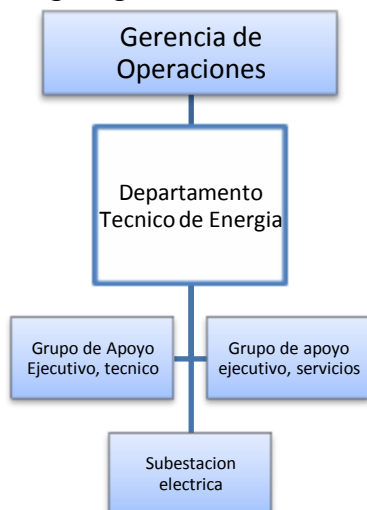 Gerencia de
Operaciones
Departamento
Tecnico de Energia
Grupo de Apoyo
Ejecutivo, tecnico
Grupo de apoyo
ejecutivo, servicios
Subestacion
electrica